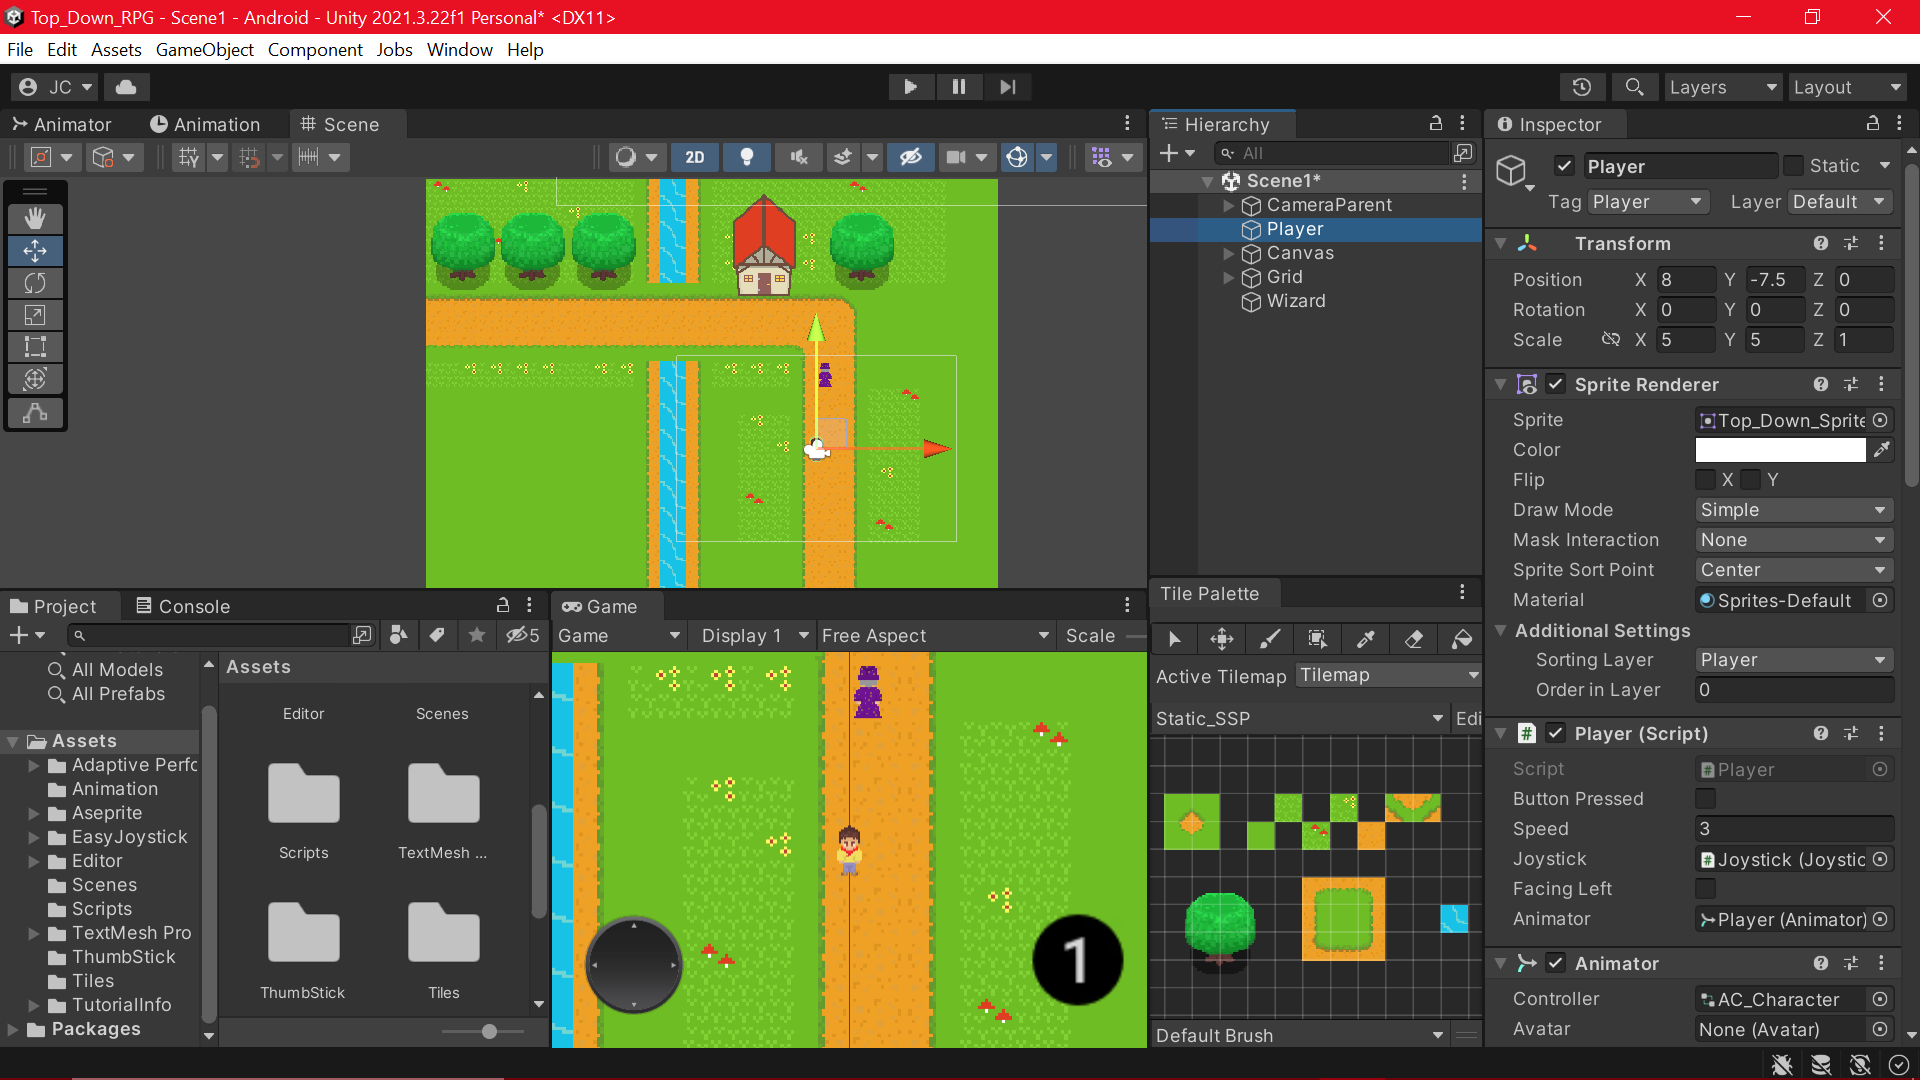 Top_Down_RPG - Scene1 - Android - Unity 2021.3.22f1 Personal* <DX11>
File Edit Assets GameObject Component Jobs Window Help
JC
Layers
Layout
Animator
Animation
Scene
2D
Hierarchy
All
Scene1*
CameraParent
Player
Canvas
Grid
Wizard
Inspector
Player
Static
Tag Player Layer Default
Transform
Position X 8 Y -7.5 Z 0
Rotation X 0 Y 0 Z 0
Scale X 5 Y 5 Z 1
Sprite Renderer
Sprite Top_Down_Sprite
Color
Flip X Y
Draw Mode Simple
Mask Interaction None
Sprite Sort Point Center
Material Sprites-Default
Additional Settings
Sorting Layer Player
Order in Layer 0
Player (Script)
Script Player
Button Pressed
Speed 3
Joystick Joystick (Joystic
Facing Left
Animator Player (Animator)
Animator
Controller AC_Character
Avatar None (Avatar)
Project
Console
5
All Models
All Prefabs
Assets
Adaptive Perfo
Animation
Aseprite
EasyJoystick
Editor
Scenes
Scripts
TextMesh Pro
ThumbStick
Tiles
TutorialInfo
Packages
Assets
Editor
Scenes
Scripts
TextMesh ...
ThumbStick
Tiles
Game
Game Display 1 Free Aspect Scale
1
Tile Palette
Active Tilemap Tilemap
Static_SSP Edi
Default Brush